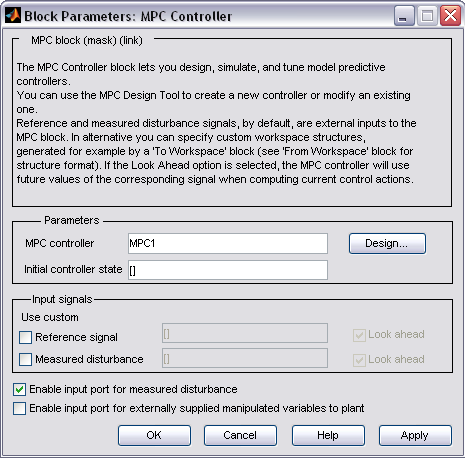 Block Parameters: MPC Controller
MPC block (mask) (link)
The MPC Controller block lets you design, simulate, and tune model predictive
controllers.
You can use the MPC Design Tool to create a new controller or modify an existing
one.
Reference and measured disturbance signals, by default, are external inputs to the
MPC block. In alternative you can specify custom workspace structures,
generated for example by a 'To Workspace' block (see 'From Workspace' block for
structure format). If the Look Ahead option is selected, the MPC controller will use
future values of the corresponding signal when computing current control actions.
Parameters
MPC controller MPC1 Design...
Initial controller state []
Input signals
Use custom
Reference signal [] Look ahead
Measured disturbance [] Look ahead
Enable input port for measured disturbance
Enable input port for externally supplied manipulated variables to plant
OK Cancel Help Apply